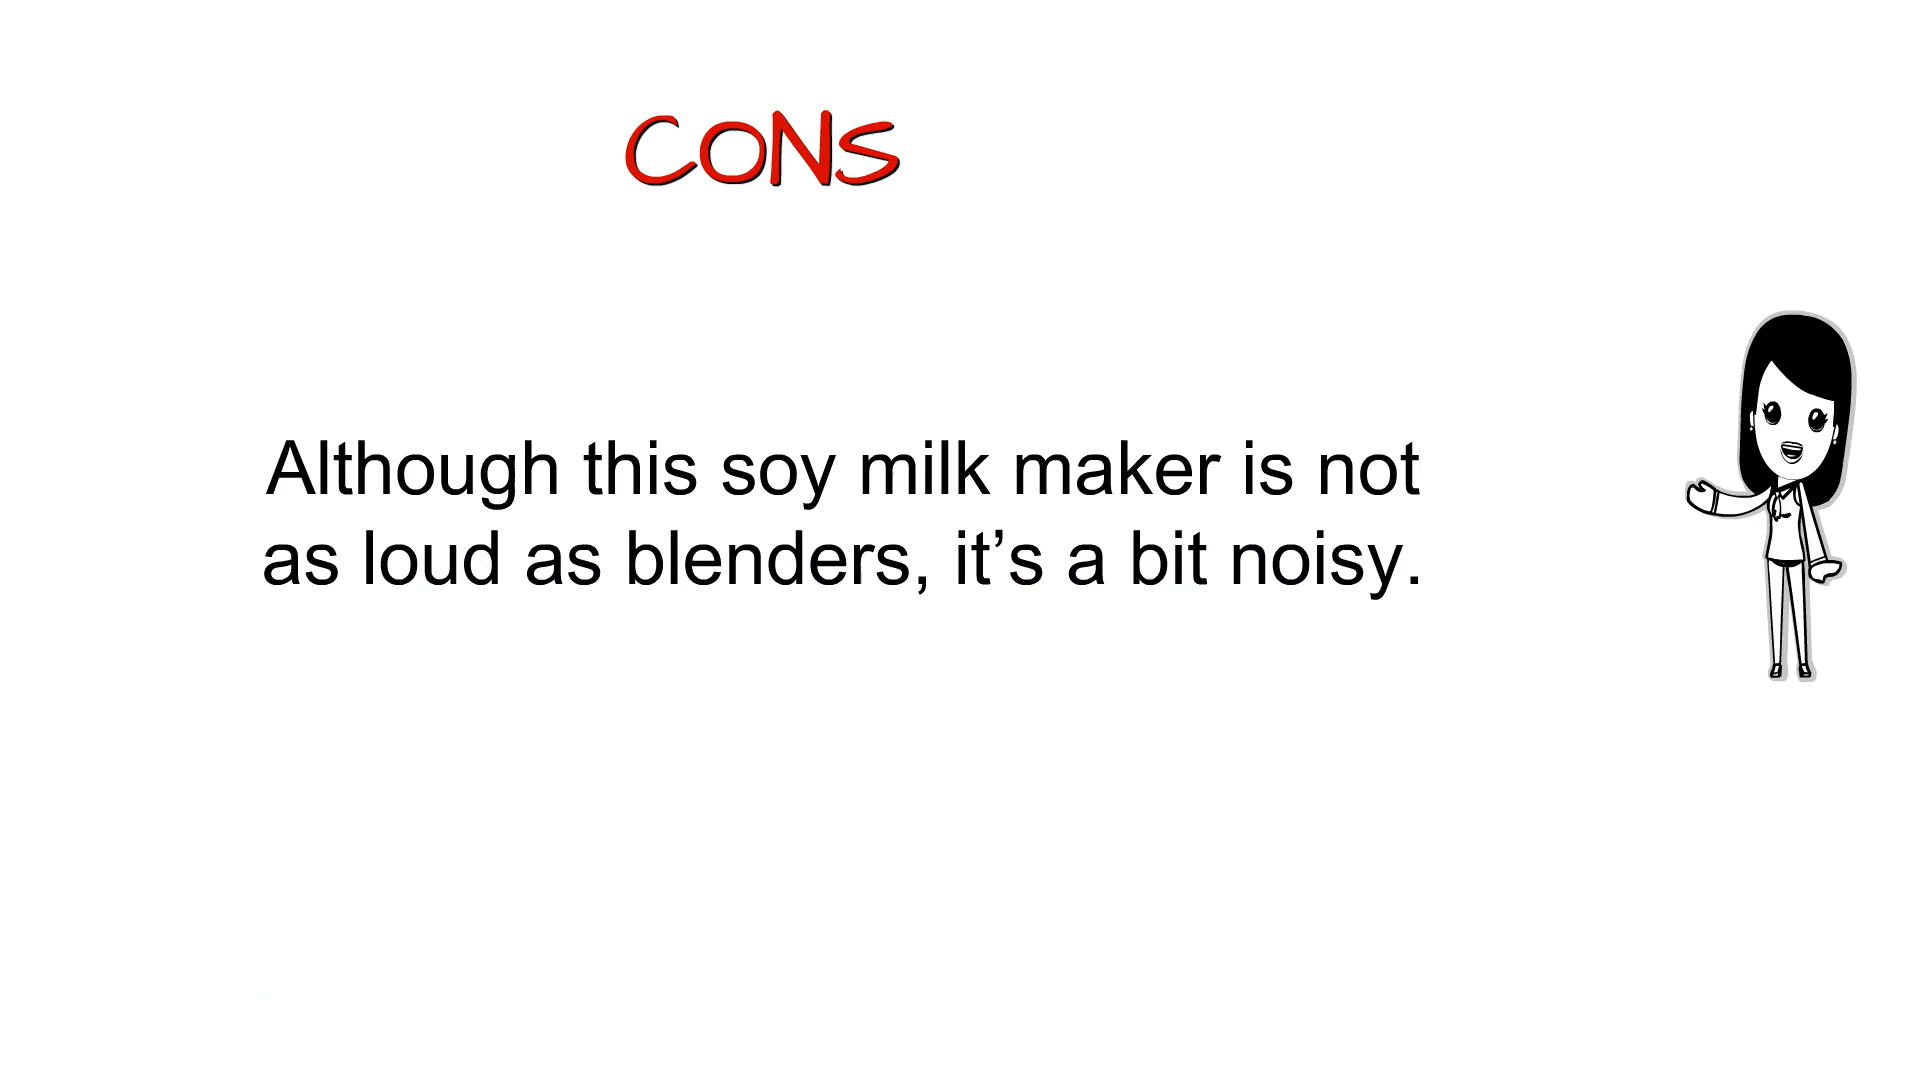 CONS
Although this soy milk maker is not
as loud as blenders, it’s a bit noisy.